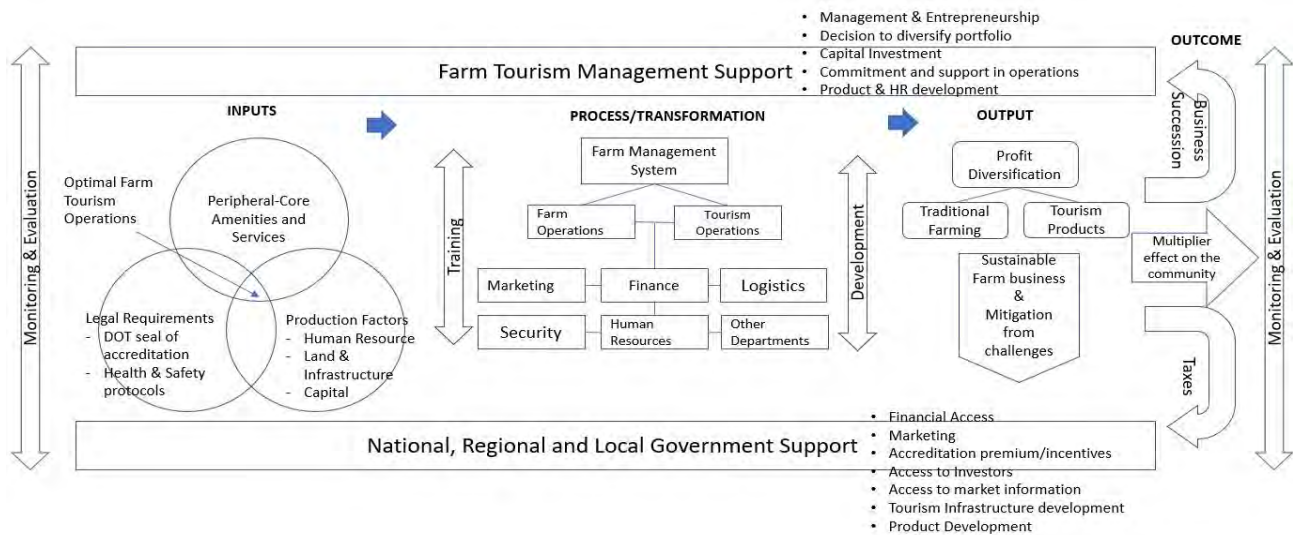 • Management & Entrepreneurship
• Decision to diversify portfolio
• Capital Investment
• Commitment and support in operations
• Product & HR development
Farm Tourism Management Support
OUTCOME
INPUTS
PROCESS/TRANSFORMATION
OUTPUT
Monitoring & Evaluation
Optimal Farm
Tourism
Operations
Peripheral-Core
Amenities and
Services
Legal Requirements
- DOT seal of
accreditation
- Health & Safety
protocols
Production Factors
- Human Resource
- Land &
Infrastructure
- Capital
Training
Farm Management
System
Farm
Operations
Tourism
Operations
Marketing
Finance
Logistics
Security
Human
Resources
Other
Departments
Development
Profit
Diversification
Traditional
Farming
Tourism
Products
Sustainable
Farm business
&
Mitigation
from
challenges
Business
Succession
Multiplier
effect on the
community
Taxes
Monitoring & Evaluation
National, Regional and Local Government Support
• Financial Access
• Marketing
• Accreditation premium/incentives
• Access to Investors
• Access to market information
• Tourism Infrastructure development
• Product Development